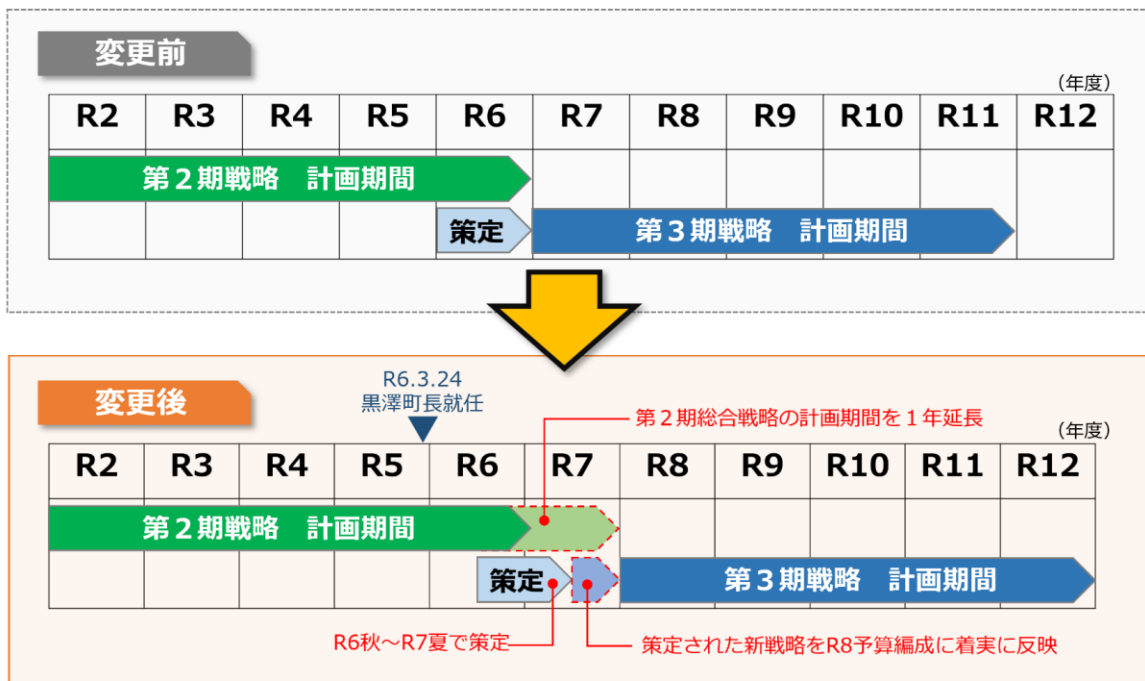 変更前
(年度)
R2 R3 R4 R5 R6 R7 R8 R9 R10 R11 R12
第２期戦略　計画期間
策定 第３期戦略　計画期間
R6.3.24
黒澤町長就任
変更後
第２期総合戦略の計画期間を１年延長
(年度)
R2 R3 R4 R5 R6 R7 R8 R9 R10 R11 R12
第２期戦略　計画期間
策定 第３期戦略　計画期間
R6秋～R7夏で策定 策定された新戦略をR8予算編成に着実に反映